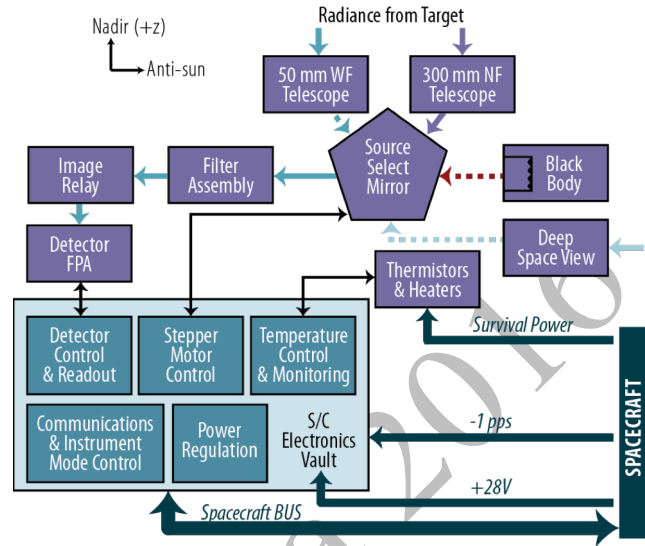 Radiance from Target
Nadir (+z)
Anti-sun
50 mm WF
Telescope
300 mm NF
Telescope
Source
Select
Mirror
Image
Relay
Filter
Assembly
Black
Body
Detector
FPA
Deep
Space View
Thermistors
& Heaters
Survival Power
Detector
Control
& Readout
Stepper
Motor
Control
Temperature
Control
& Monitoring
Communications
& Instrument
Mode Control
Power
Regulation
S/C
Electronics
Vault
-1 pps
+28V
Spacecraft BUS
SPACECRAFT
2016